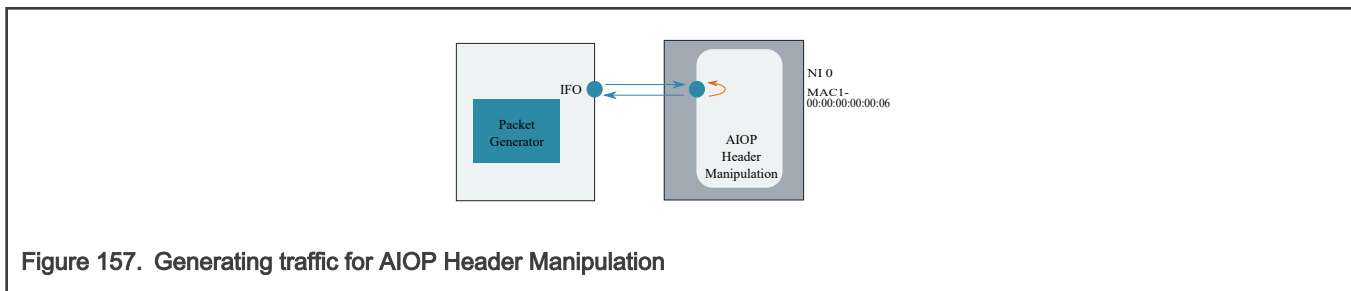 IFO
Packet
Generator
AIOP
Header
Manipulation
NI 0
MAC1-
00:00:00:00:00:06
Figure 157. Generating traffic for AIOP Header Manipulation